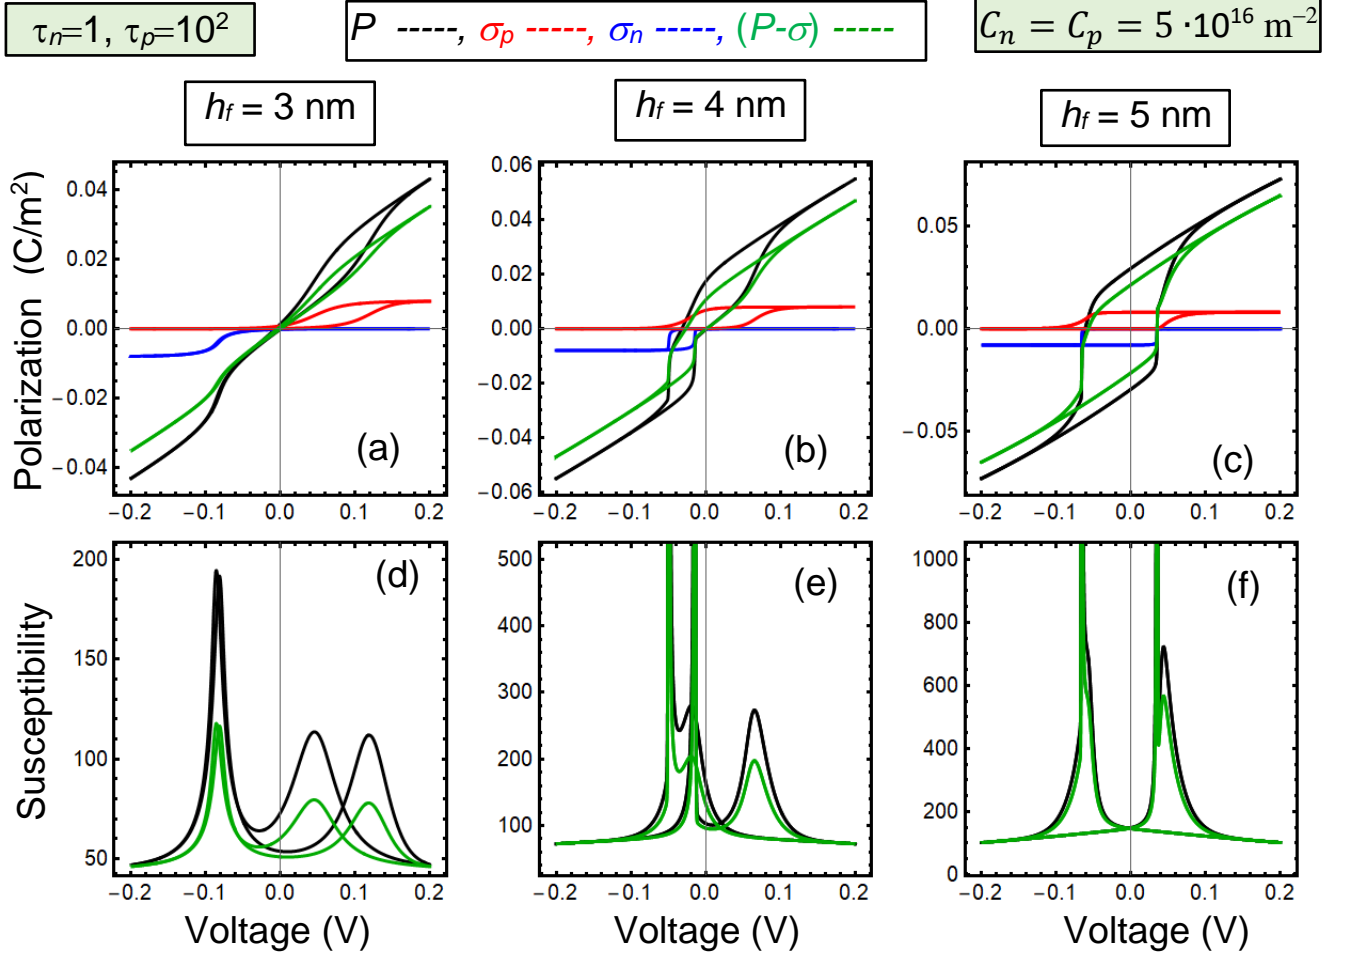 τn=1, τp=10²
P -----, σp -----, σn -----, (P-σ) -----
Cn = Cp = 5 ·10¹⁶ m⁻²
hf = 3 nm
hf = 4 nm
hf = 5 nm
Polarization (C/m²)
0.04
0.02
0.00
−0.02
−0.04
(a)
−0.2 −0.1 0.0 0.1 0.2
0.06
0.04
0.02
0.00
−0.02
−0.04
−0.06
(b)
−0.2 −0.1 0.0 0.1 0.2
0.05
0.00
−0.05
(c)
−0.2 −0.1 0.0 0.1 0.2
Susceptibility
200
150
100
50
(d)
−0.2 −0.1 0.0 0.1 0.2
Voltage (V)
500
400
300
200
100
(e)
−0.2 −0.1 0.0 0.1 0.2
Voltage (V)
1000
800
600
400
200
0
(f)
−0.2 −0.1 0.0 0.1 0.2
Voltage (V)